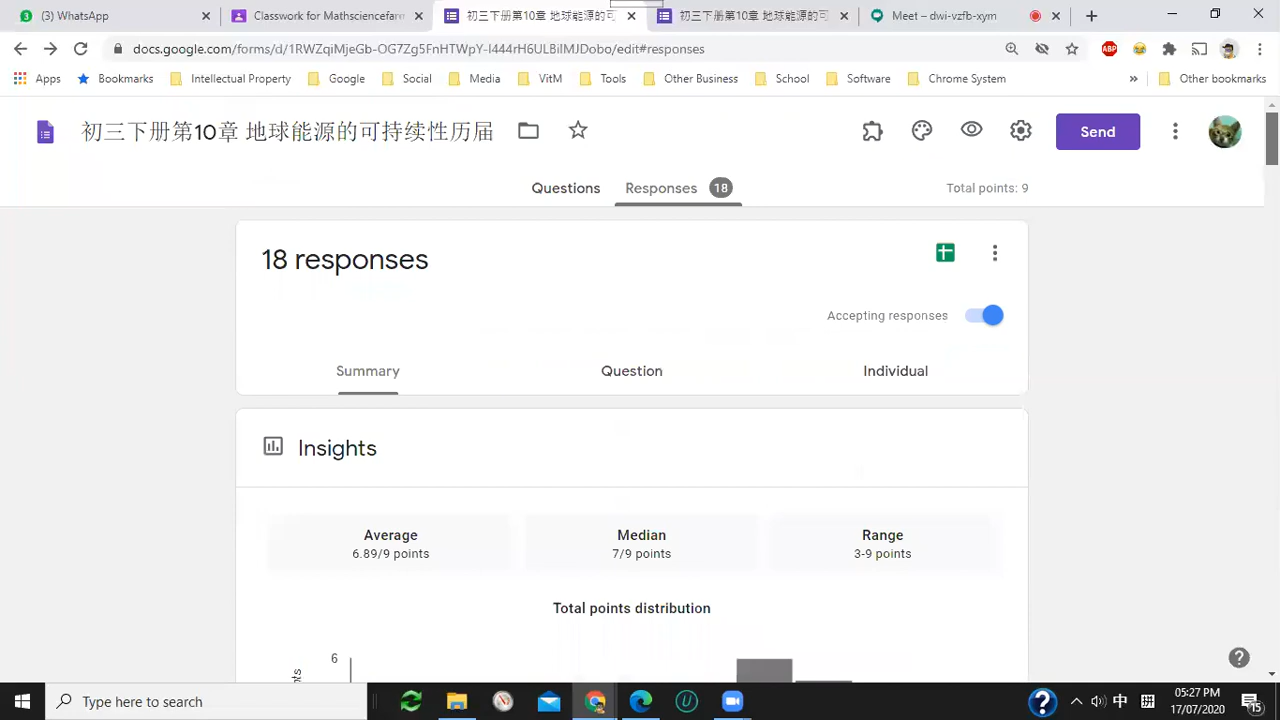 (3) WhatsApp
Classwork for Marisciencefair
初三下册第10章 地球能源的可
初三下册第10章 地球能源的可
Meet – dwi-vzfb-xym
docs.google.com/forms/d/1RWZqiMjeGb-OG7Zg5FnHTWpY-I444rH6ULBilMJDoba/edit#responses
ABP
Apps
Bookmarks
Intellectual Property
Google
Social
Media
VitM
Tools
Other Business
School
Software
Chrome System
»
Other bookmarks
初三下册第10章 地球能源的可持续性历届
Send
Questions
Responses 18
Total points: 9
18 responses
Accepting responses
Summary
Question
Individual
Insights
Average
6.89/9 points
Median
7/9 points
Range
3-9 points
Total points distribution
6
Type here to search
中
拼
05:27 PM
17/07/2020
15